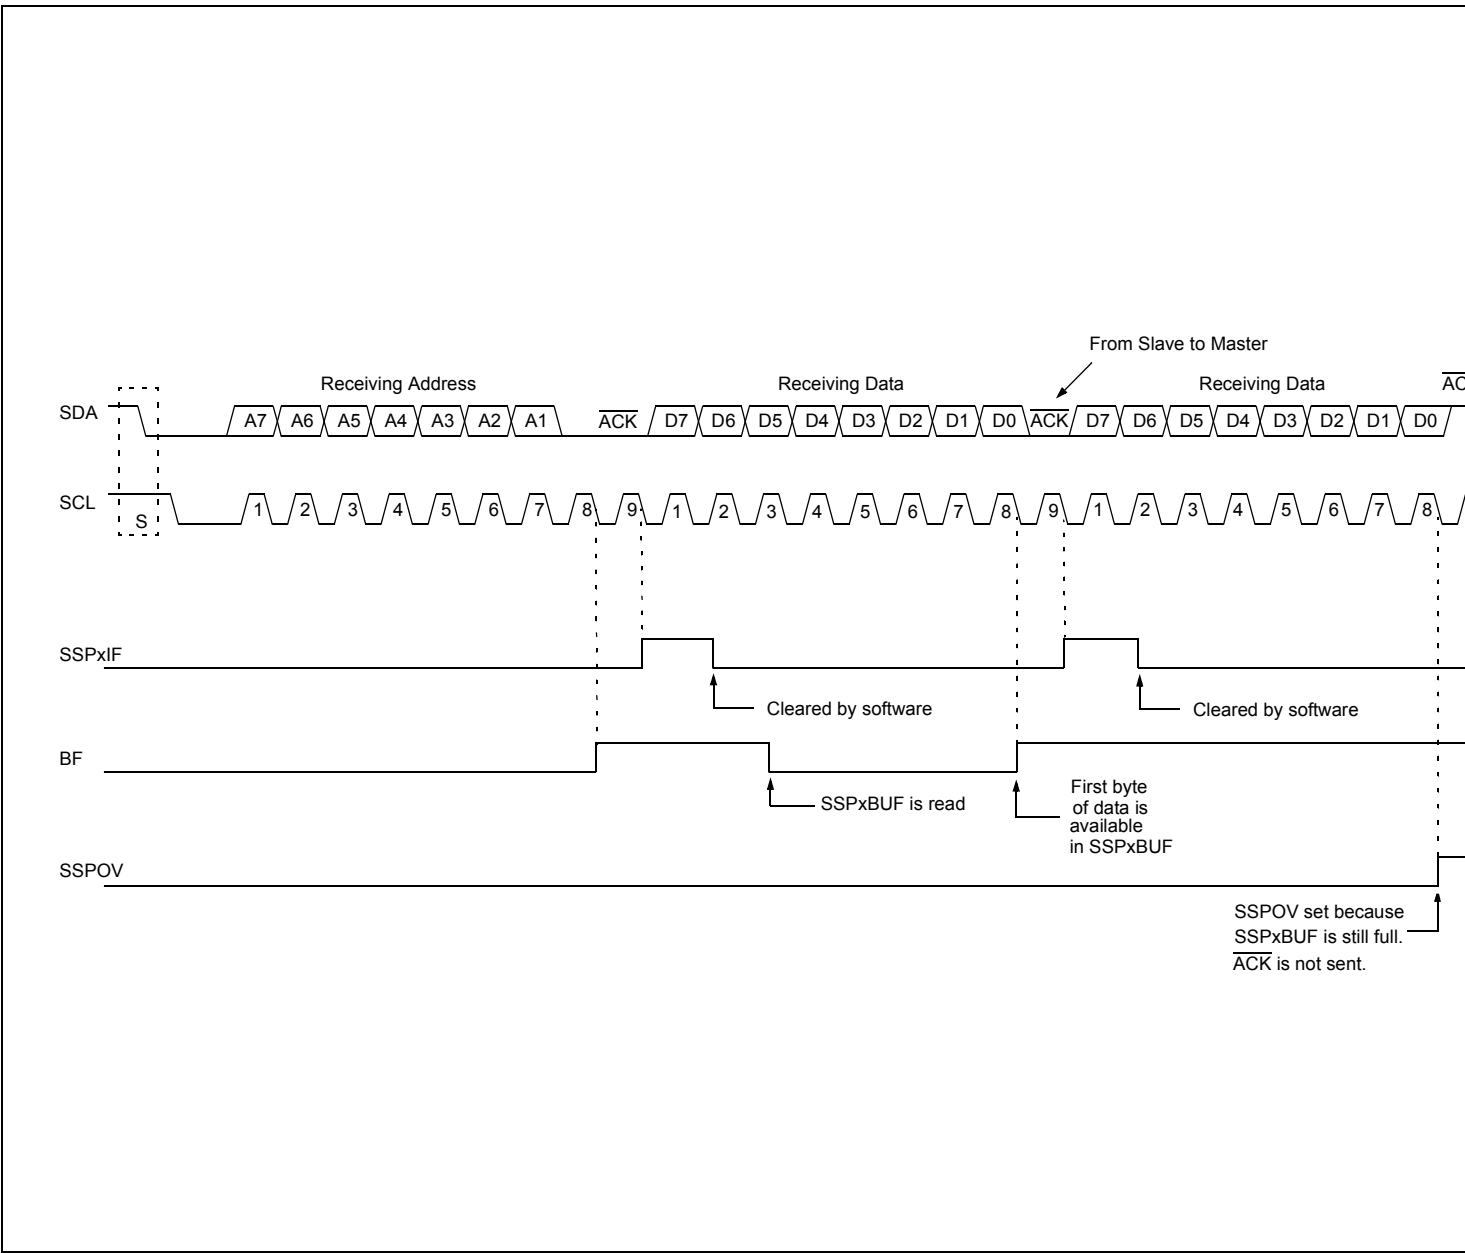 From Slave to Master
Receiving Address
Receiving Data
Receiving Data
AC
SDA
A7 A6 A5 A4 A3 A2 A1 ACK D7 D6 D5 D4 D3 D2 D1 D0 ACK D7 D6 D5 D4 D3 D2 D1 D0
SCL
S
1 2 3 4 5 6 7 8 9 1 2 3 4 5 6 7 8 9 1 2 3 4 5 6 7 8
SSPxIF
Cleared by software
Cleared by software
BF
SSPxBUF is read
First byte
of data is
available
in SSPxBUF
SSPOV
SSPOV set because
SSPxBUF is still full.
ACK is not sent.